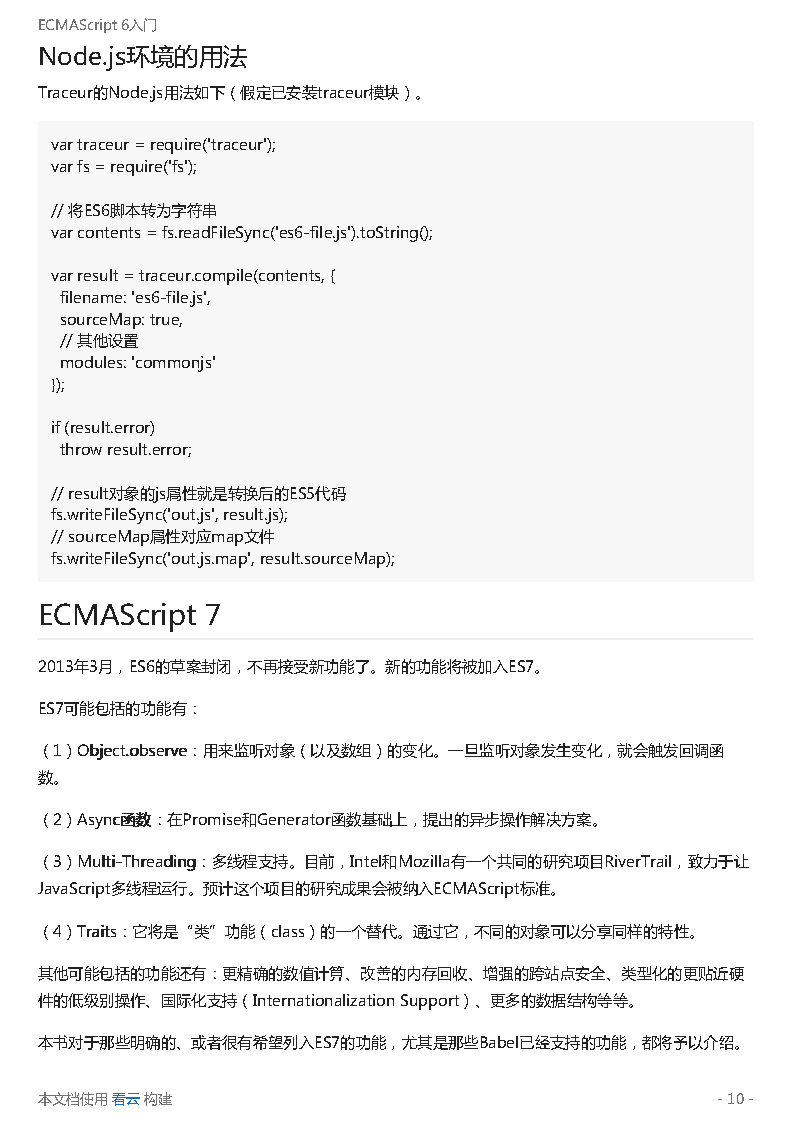 ECMAScript 6入门
Node.js环境的用法
Traceur的Node.js用法如下（假定已安装traceur模块）。
var traceur = require('traceur');
var fs = require('fs');
// 将ES6脚本转为字符串
var contents = fs.readFileSync('es6-file.js').toString();
var result = traceur.compile(contents, {
filename: 'es6-file.js',
sourceMap: true,
// 其他设置
modules: 'commonjs'
});
if (result.error)
throw result.error;
// result对象的js属性就是转换后的ES5代码
fs.writeFileSync('out.js', result.js);
// sourceMap属性对应map文件
fs.writeFileSync('out.js.map', result.sourceMap);
ECMAScript 7
2013年3月，ES6的草案封闭，不再接受新功能了。新的功能将被加入ES7。
ES7可能包括的功能有：
（1）Object.observe：用来监听对象（以及数组）的变化。一旦监听对象发生变化，就会触发回调函
数。
（2）Async函数：在Promise和Generator函数基础上，提出的异步操作解决方案。
（3）Multi-Threading：多线程支持。目前，Intel和Mozilla有一个共同的研究项目RiverTrail，致力于让
JavaScript多线程运行。预计这个项目的研究成果会被纳入ECMAScript标准。
（4）Traits：它将是“类”功能（class）的一个替代。通过它，不同的对象可以分享同样的特性。
其他可能包括的功能还有：更精确的数值计算、改善的内存回收、增强的跨站点安全、类型化的更贴近硬
件的低级别操作、国际化支持（Internationalization Support）、更多的数据结构等等。
本书对于那些明确的、或者很有希望列入ES7的功能，尤其是那些Babel已经支持的功能，都将予以介绍。
本文档使用 看云 构建
- 10 -